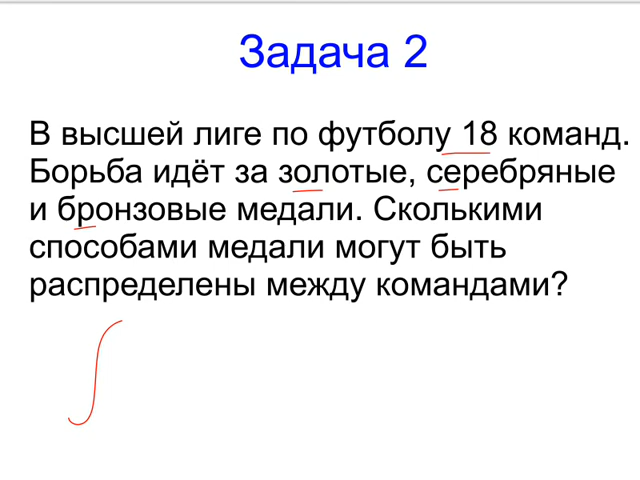 Задача 2
В высшей лиге по футболу 18 команд.
Борьба идёт за золотые, серебряные
и бронзовые медали. Сколькими
способами медали могут быть
распределены между командами?